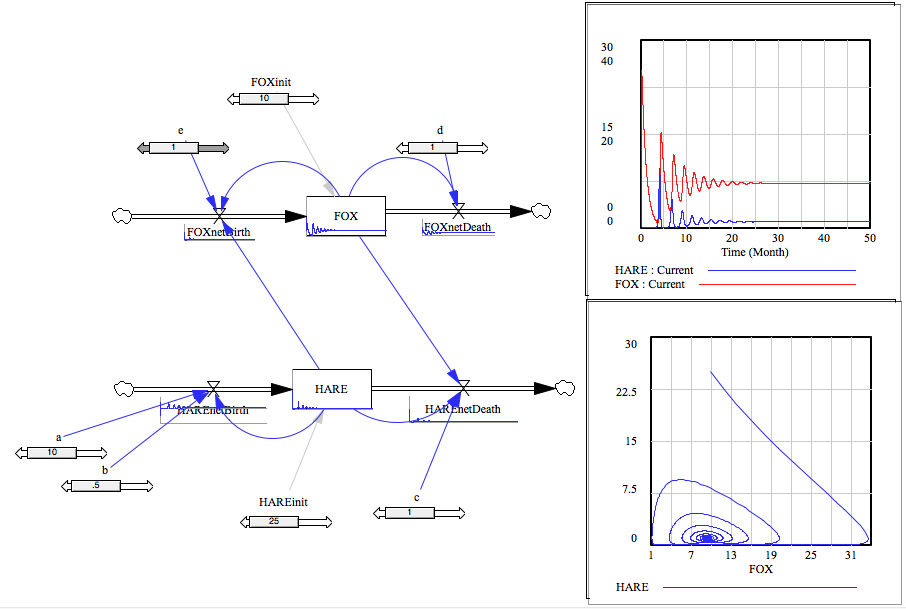 FOXinit
10
e
1
d
1
FOX
FOXnetBirth
FOXnetDeath
HARE
HAREnetBirth
HAREnetDeath
a
10
b
.5
HAREinit
25
c
1
30
40
15
20
0
0
0 10 20 30 40 50
Time (Month)
HARE : Current
FOX : Current
30
22.5
15
7.5
0
1 7 13 19 25 31
FOX
HARE